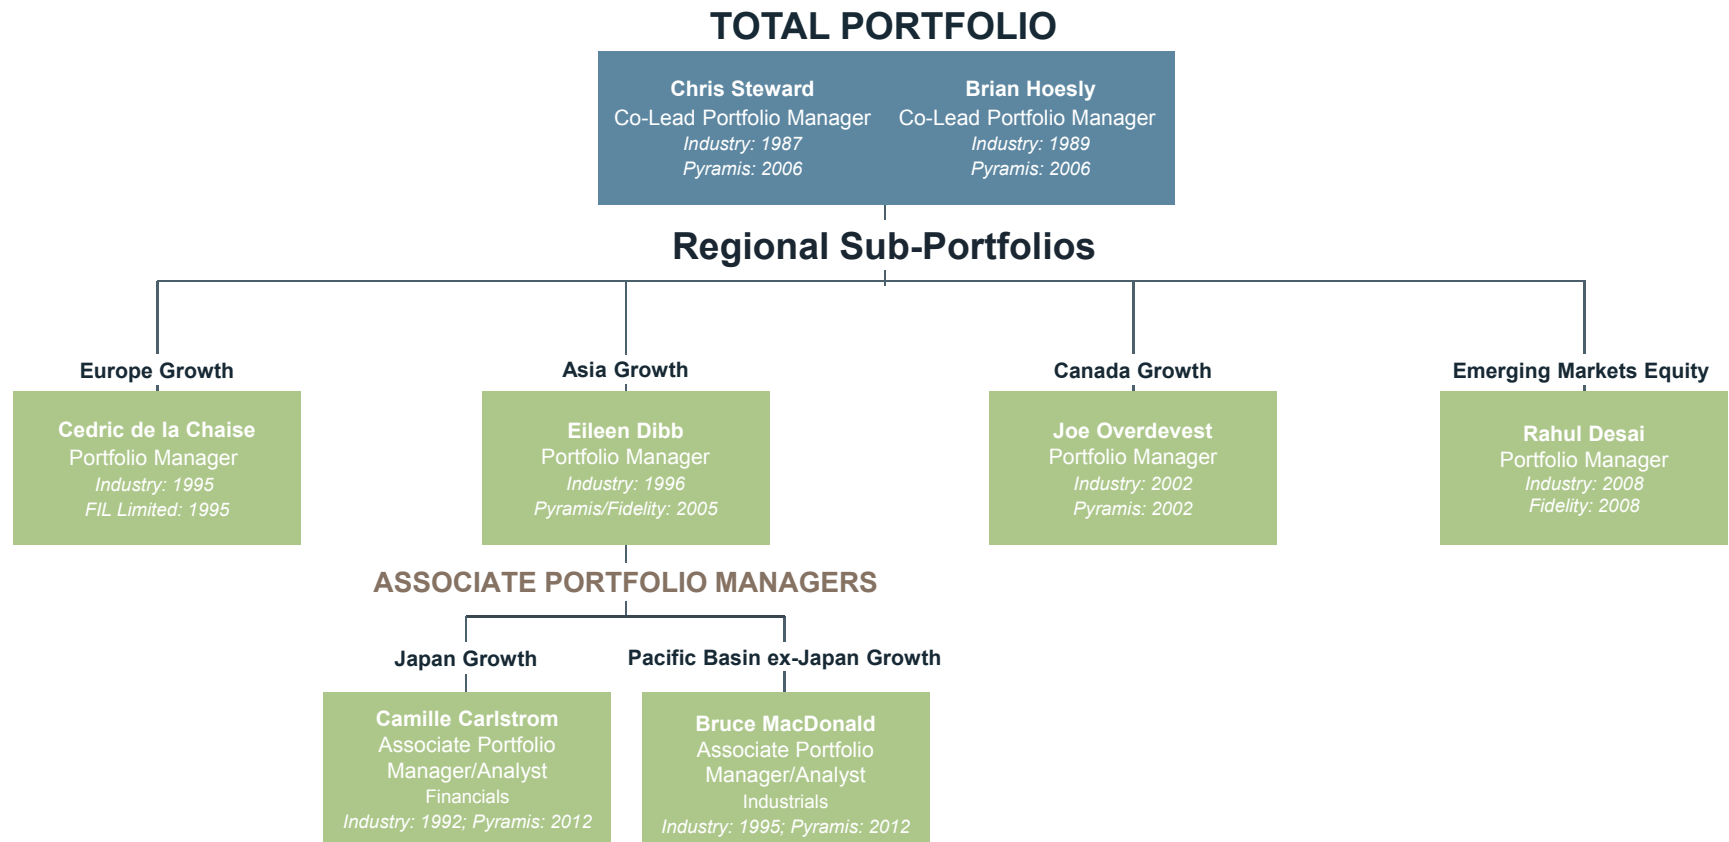 TOTAL PORTFOLIO
Chris Steward
Co-Lead Portfolio Manager
Industry: 1987
Pyramis: 2006
Brian Hoesly
Co-Lead Portfolio Manager
Industry: 1989
Pyramis: 2006
Regional Sub-Portfolios
Europe Growth
Cedric de la Chaise
Portfolio Manager
Industry: 1995
FIL Limited: 1995
Asia Growth
Eileen Dibb
Portfolio Manager
Industry: 1996
Pyramis/Fidelity: 2005
Canada Growth
Joe Overdevest
Portfolio Manager
Industry: 2002
Pyramis: 2002
Emerging Markets Equity
Rahul Desai
Portfolio Manager
Industry: 2008
Fidelity: 2008
ASSOCIATE PORTFOLIO MANAGERS
Japan Growth
Camille Carlstrom
Associate Portfolio
Manager/Analyst
Financials
Industry: 1992; Pyramis: 2012
Pacific Basin ex-Japan Growth
Bruce MacDonald
Associate Portfolio
Manager/Analyst
Industrials
Industry: 1995; Pyramis: 2012